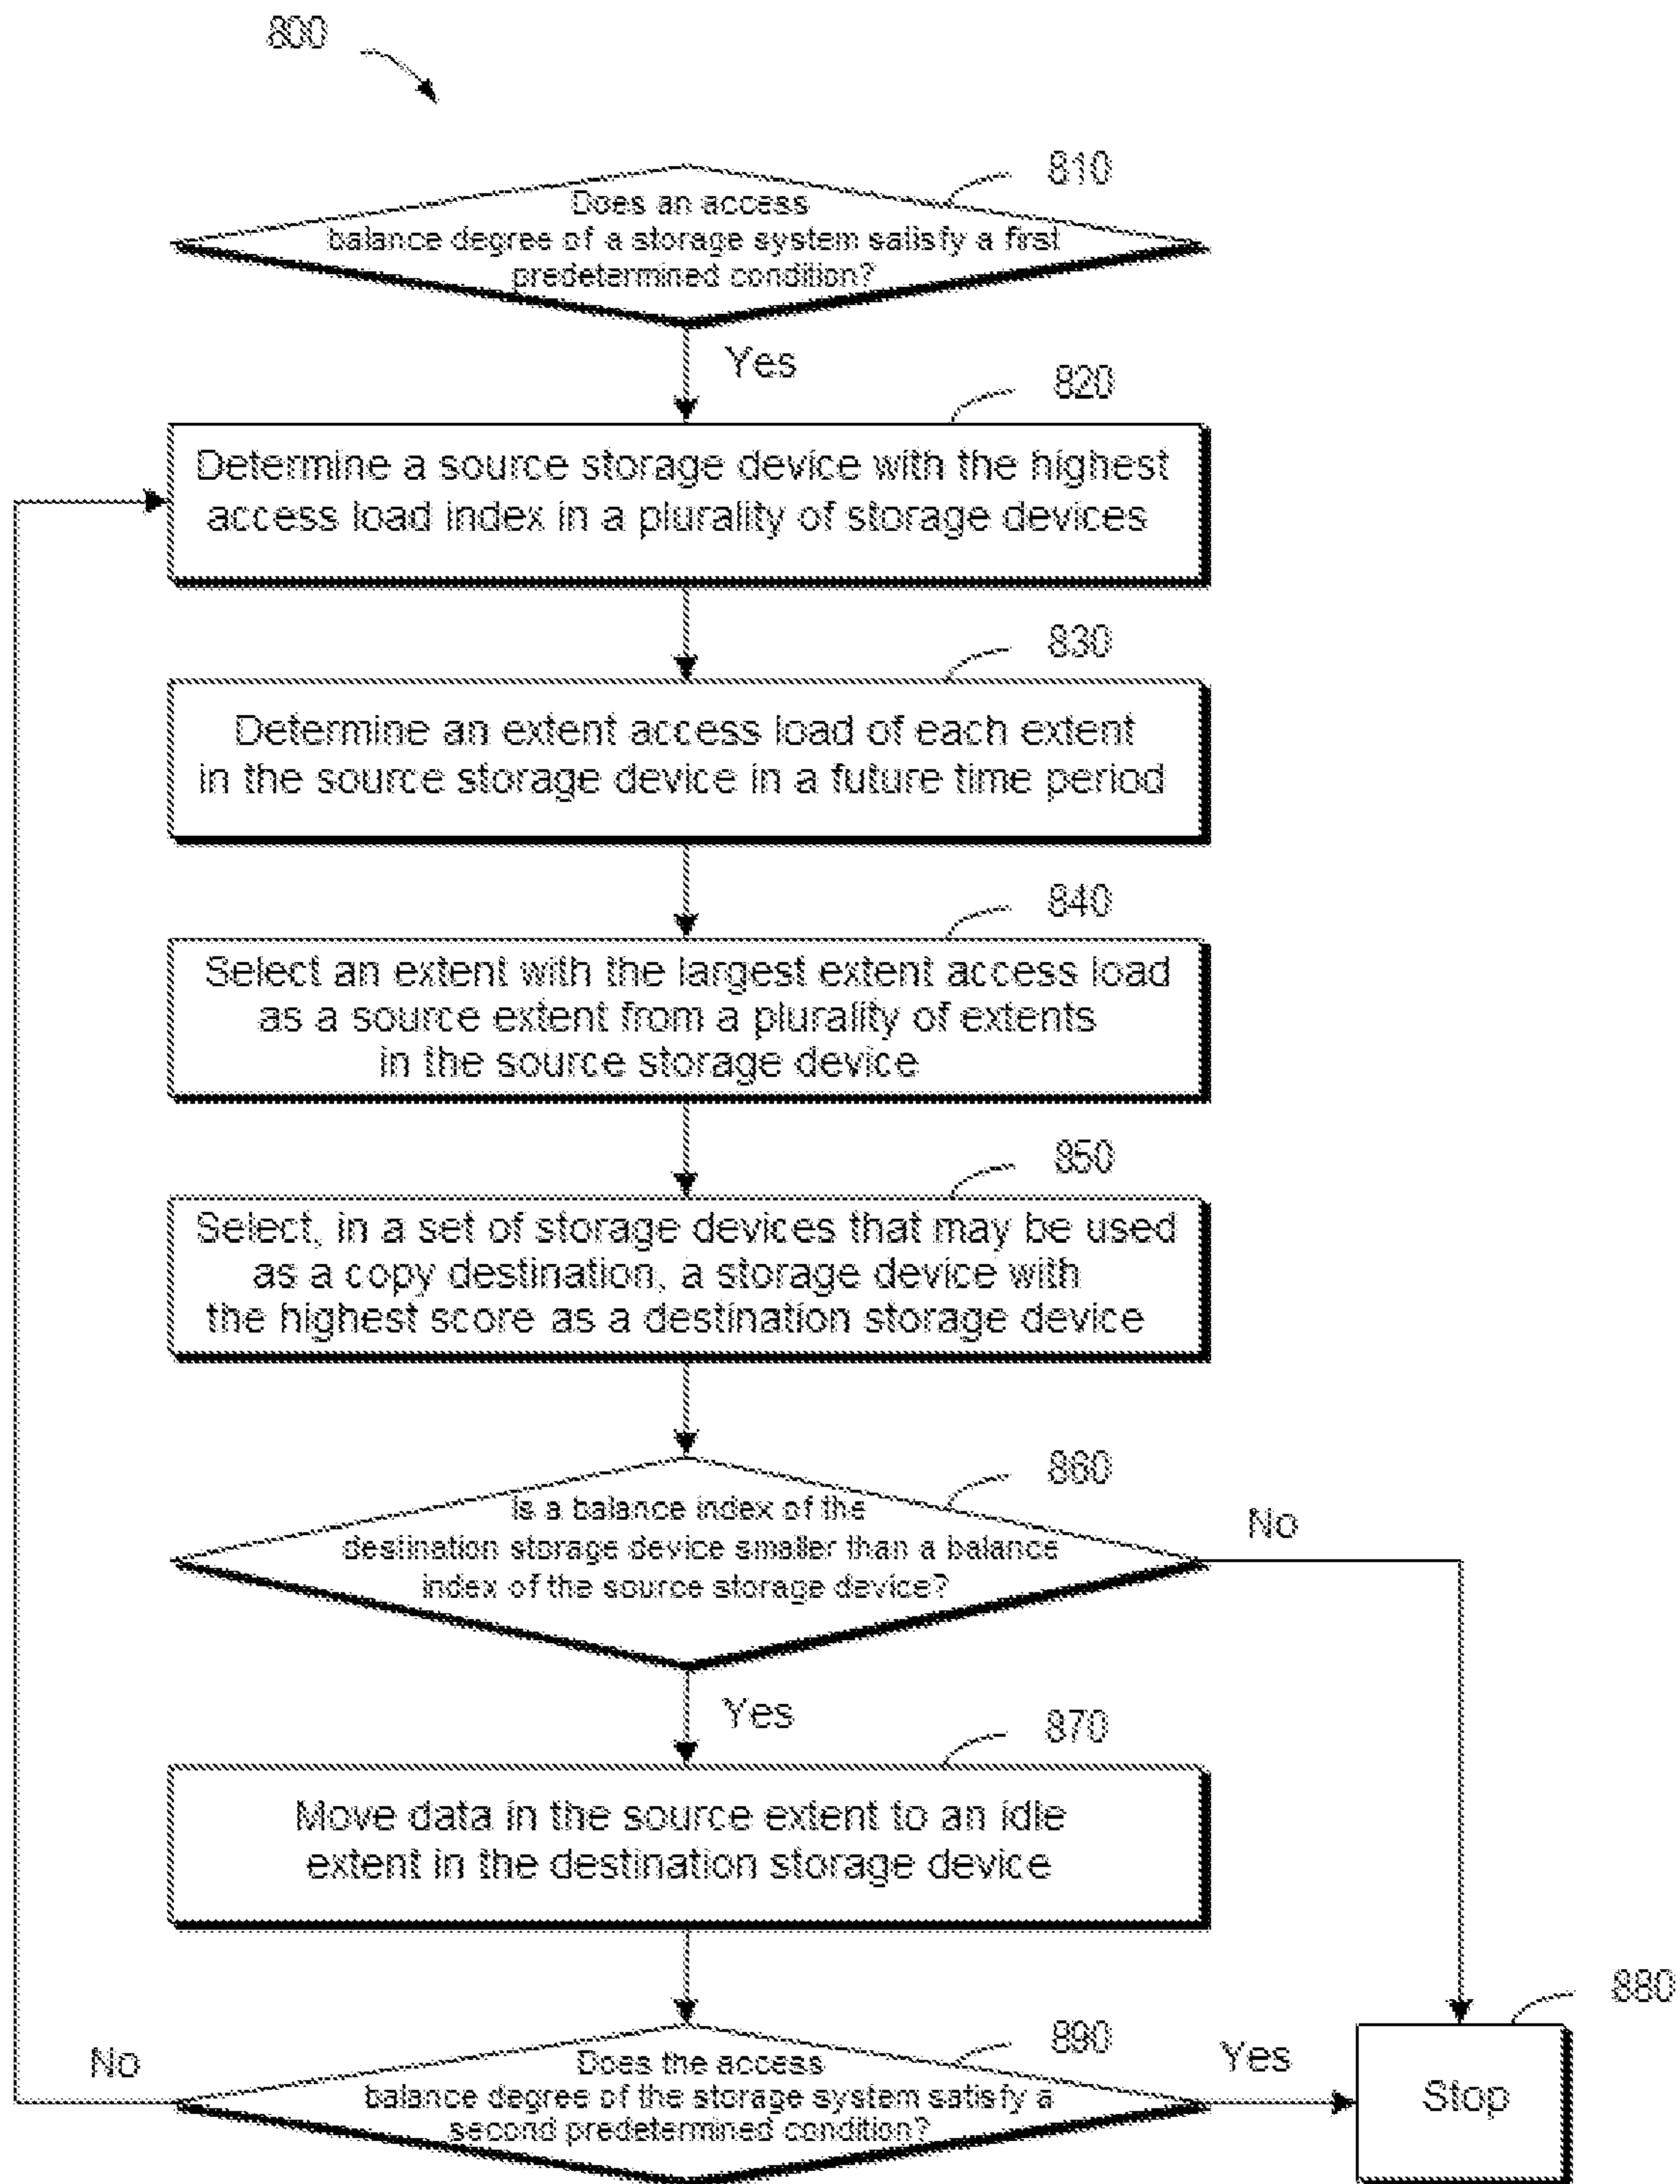 800
810
Does an access
balance degree of a storage system satisfy a first
predetermined condition?
Yes
820
Determine a source storage device with the highest
access load index in a plurality of storage devices
830
Determine an extent access load of each extent
in the source storage device in a future time period
840
Select an extent with the largest extent access load
as a source extent from a plurality of extents
in the source storage device
850
Select, in a set of storage devices that may be used
as a copy destination, a storage device with
the highest score as a destination storage device
860
Is a balance index of the
destination storage device smaller than a balance
index of the source storage device?
No
Yes
870
Move data in the source extent to an idle
extent in the destination storage device
880
890
No
Does the access
balance degree of the storage system satisfy a
second predetermined condition?
Yes
Stop